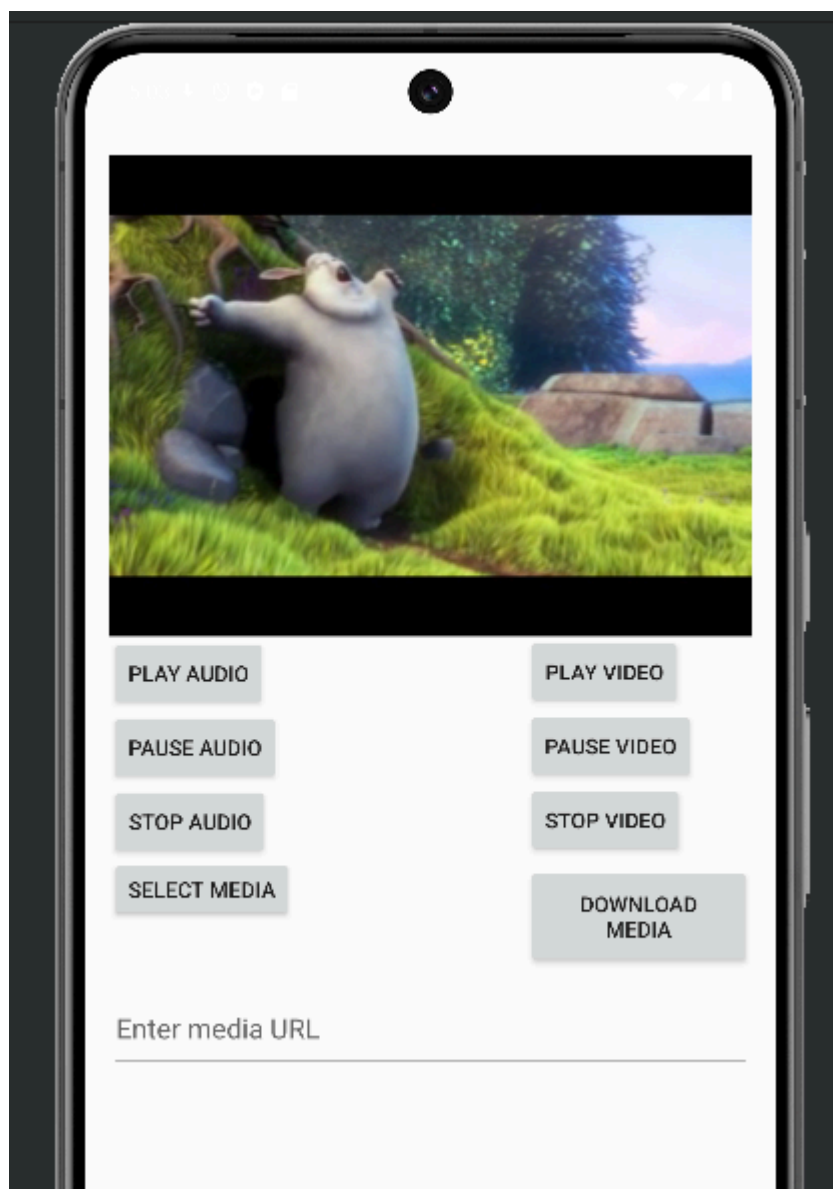 PLAY AUDIO
PLAY VIDEO
PAUSE AUDIO
PAUSE VIDEO
STOP AUDIO
STOP VIDEO
SELECT MEDIA
DOWNLOAD
MEDIA
Enter media URL